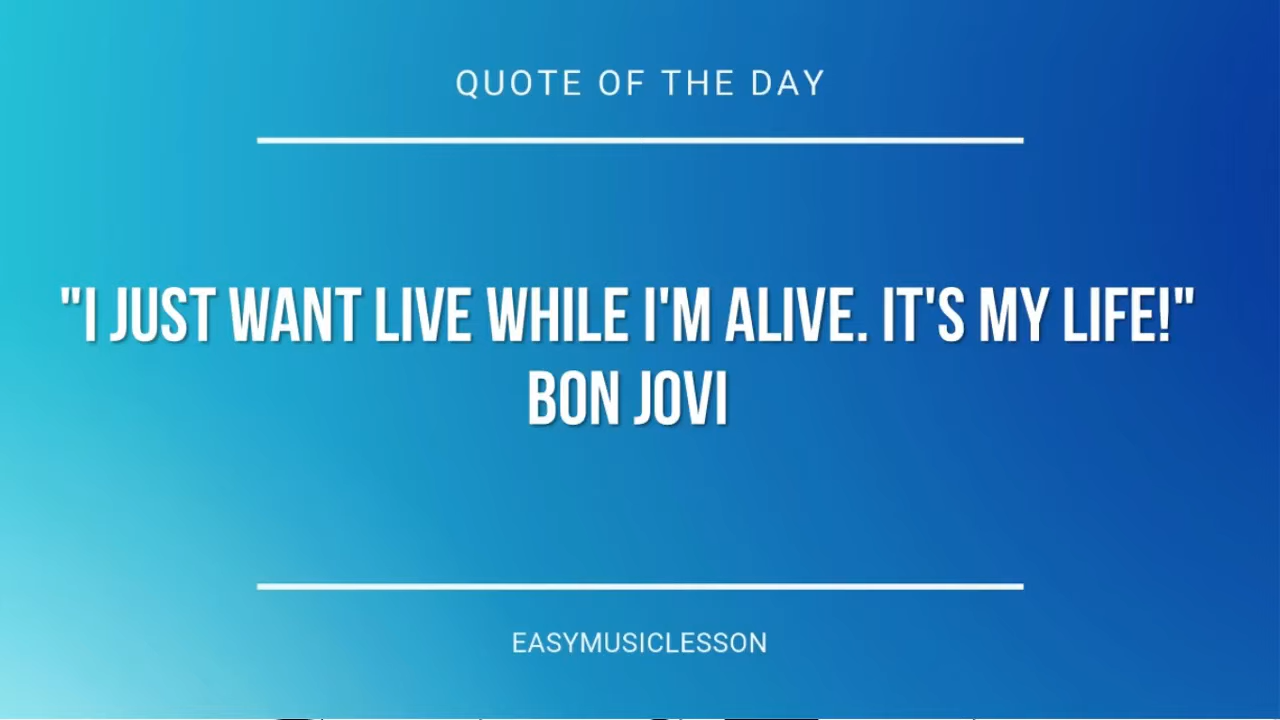 QUOTE OF THE DAY
"I JUST WANT LIVE WHILE I'M ALIVE. IT'S MY LIFE!"
BON JOVI
EASYMUSICLESSON